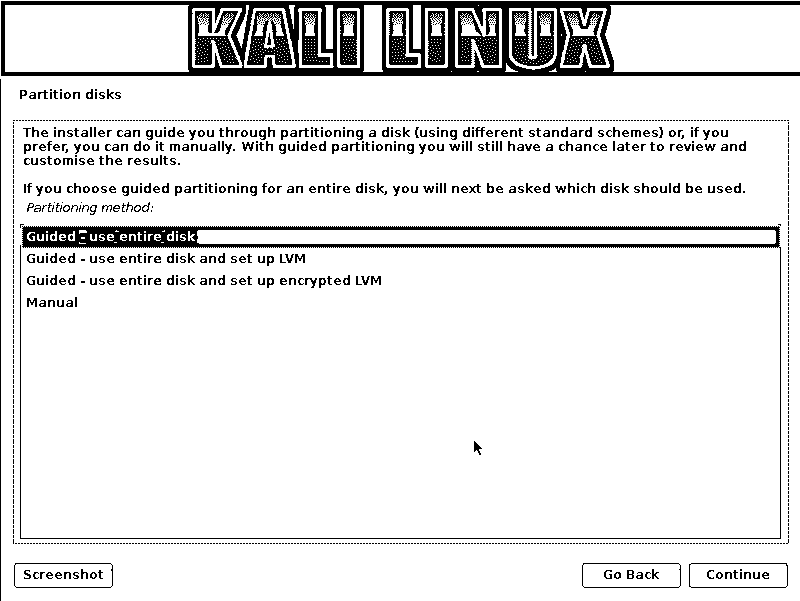 KALI LINUX
Partition disks
The installer can guide you through partitioning a disk (using different standard schemes) or, if you
prefer, you can do it manually. With guided partitioning you will still have a chance later to review and
customise the results.
If you choose guided partitioning for an entire disk, you will next be asked which disk should be used.
Partitioning method:
Guided - use entire disk
Guided - use entire disk and set up LVM
Guided - use entire disk and set up encrypted LVM
Manual
Screenshot
Go Back
Continue